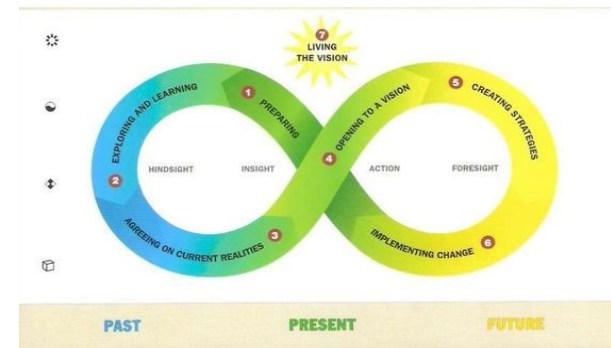 7
LIVING
THE VISION
1
PREPARING
2
EXPLORING AND LEARNING
3
AGREEING ON CURRENT REALITIES
4
OPENING TO A VISION
5
CREATING STRATEGIES
6
IMPLEMENTING CHANGE
HINDSIGHT
INSIGHT
ACTION
FORESIGHT
PAST
PRESENT
FUTURE